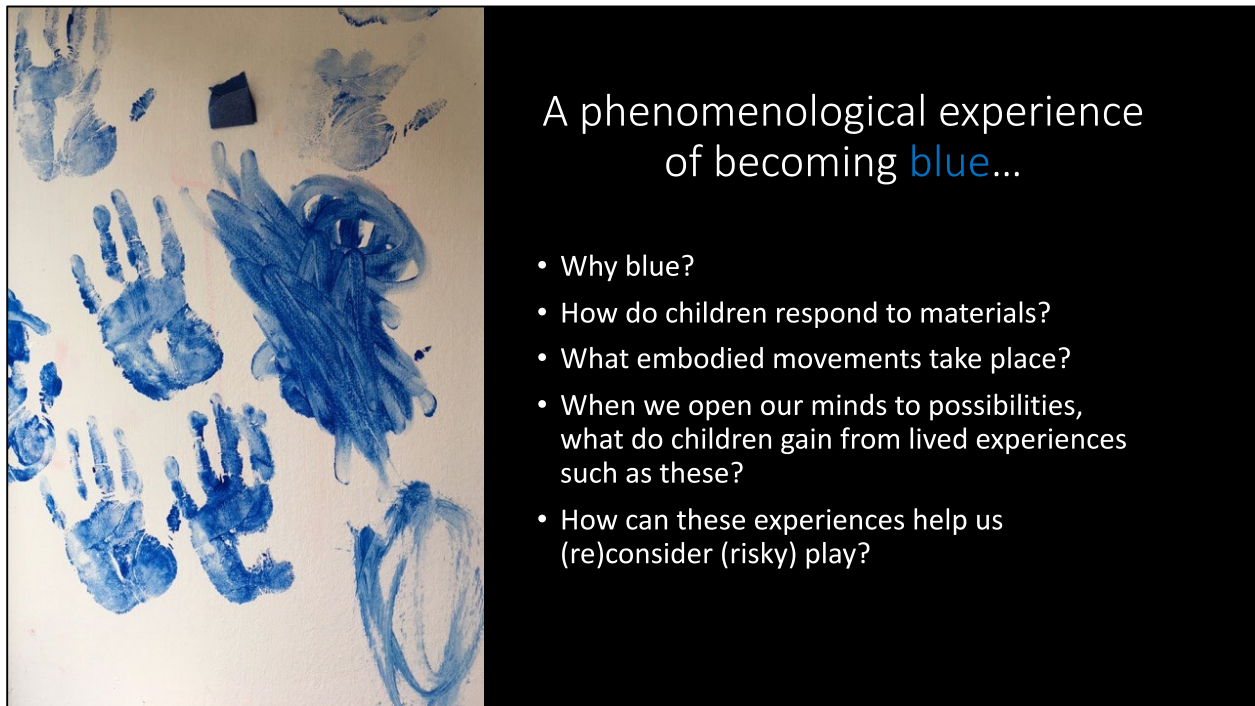 A phenomenological experience
of becoming blue...
• Why blue?
• How do children respond to materials?
• What embodied movements take place?
• When we open our minds to possibilities,
what do children gain from lived experiences
such as these?
• How can these experiences help us
(re)consider (risky) play?